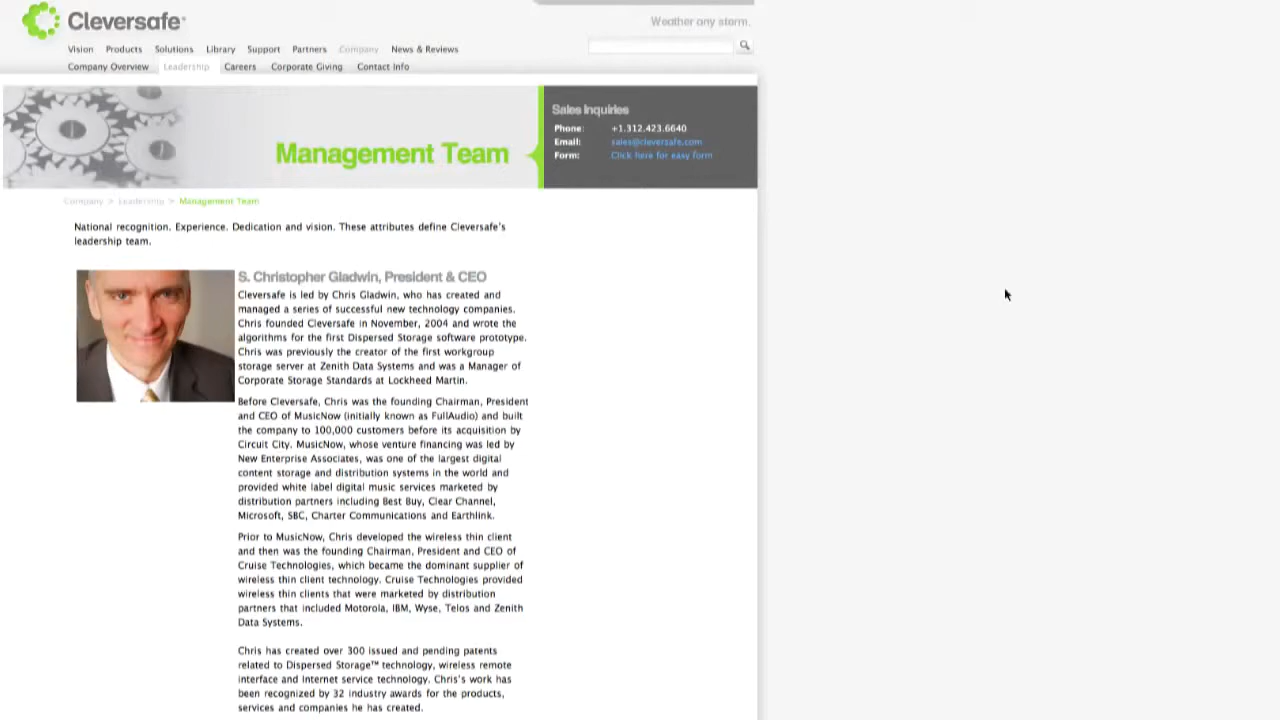 Cleversafe®
Weather any storm.
Vision Products Solutions Library Support Partners Company News & Reviews
Company Overview Leadership Careers Corporate Giving Contact Info
Management Team
Sales Inquiries
Phone: +1.312.423.6640
Email: sales@cleversafe.com
Form: Click here for easy form
Company > Leadership > Management Team
National recognition. Experience. Dedication and vision. These attributes define Cleversafe's
leadership team.
S. Christopher Gladwin, President & CEO
Cleversafe is led by Chris Gladwin, who has created and
managed a series of successful new technology companies.
Chris founded Cleversafe in November, 2004 and wrote the
algorithms for the first Dispersed Storage software prototype.
Chris was previously the creator of the first workgroup
storage server at Zenith Data Systems and was a Manager of
Corporate Storage Standards at Lockheed Martin.
Before Cleversafe, Chris was the founding Chairman, President
and CEO of MusicNow (initially known as FullAudio) and built
the company to 100,000 customers before its acquisition by
Circuit City. MusicNow, whose venture financing was led by
New Enterprise Associates, was one of the largest digital
content storage and distribution systems in the world and
provided white label digital music services marketed by
distribution partners including Best Buy, Clear Channel,
Microsoft, SBC, Charter Communications and Earthlink.
Prior to MusicNow, Chris developed the wireless thin client
and then was the founding Chairman, President and CEO of
Cruise Technologies, which became the dominant supplier of
wireless thin client technology. Cruise Technologies provided
wireless thin clients that were marketed by distribution
partners that included Motorola, IBM, Wyse, Telos and Zenith
Data Systems.
Chris has created over 300 issued and pending patents
related to Dispersed Storage™ technology, wireless remote
interface and Internet service technology. Chris's work has
been recognized by 32 industry awards for the products,
services and companies he has created.